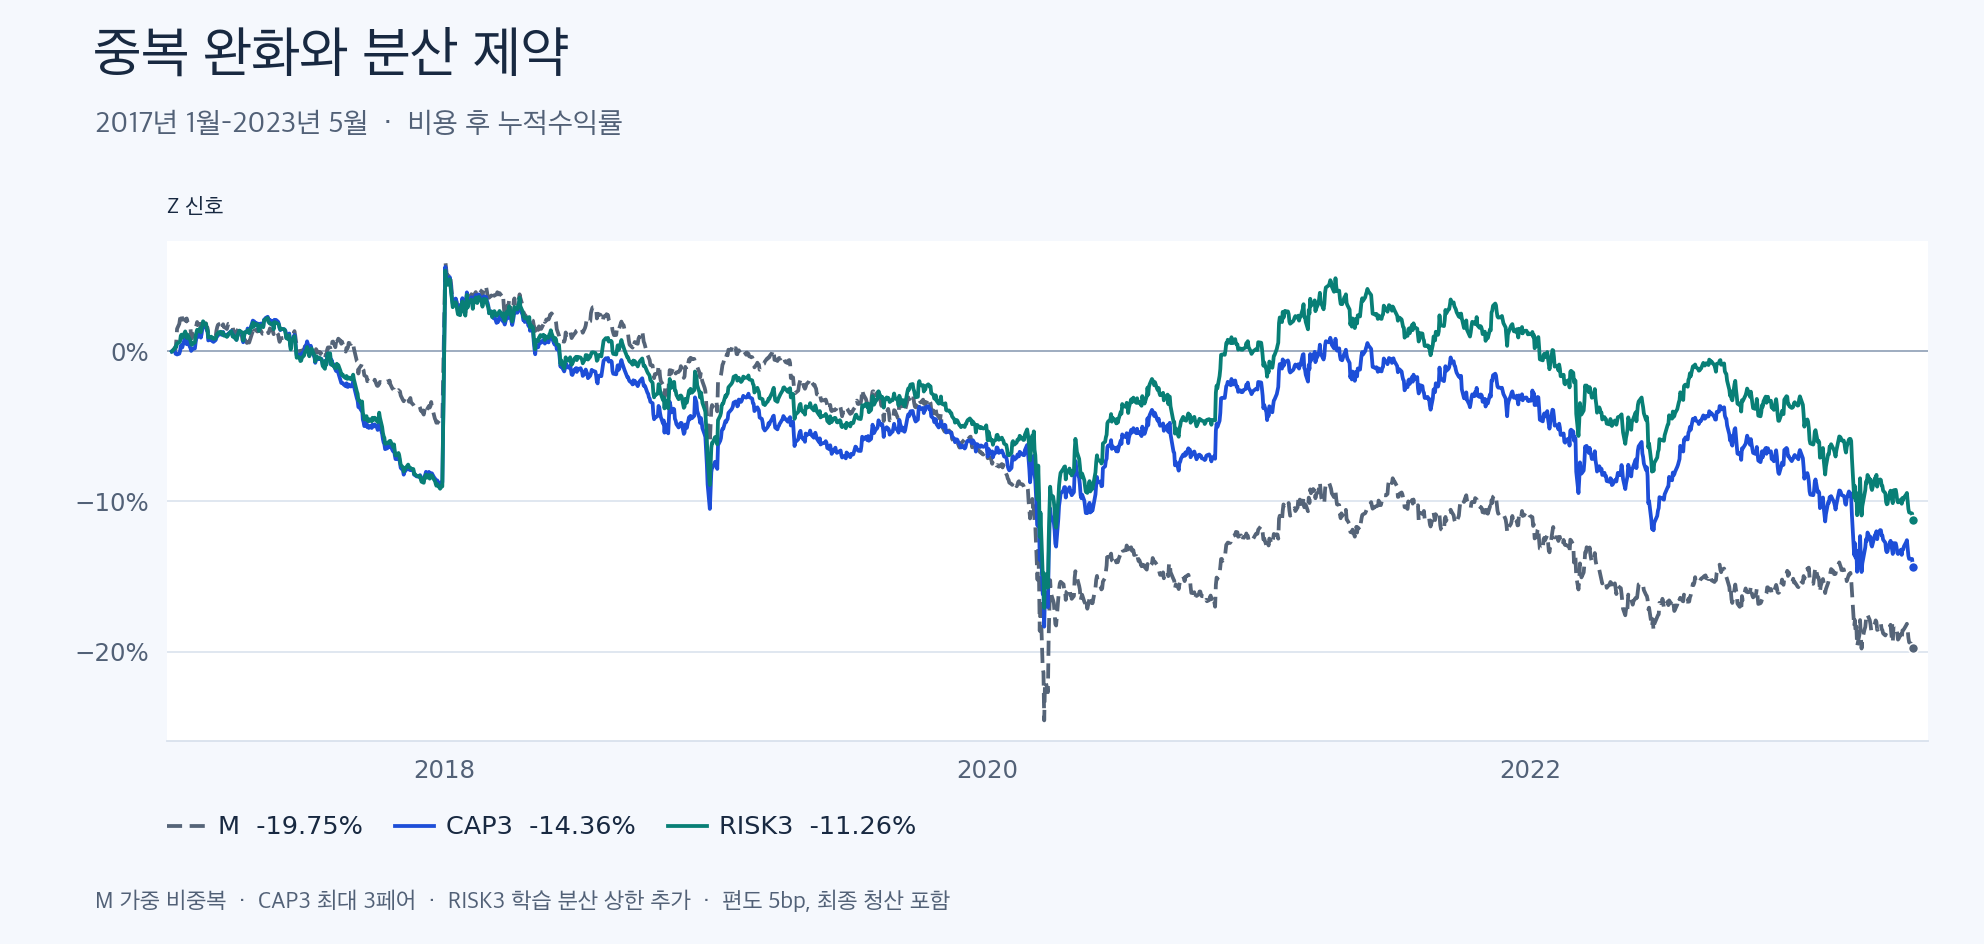 중복 완화와 분산 제약
2017년 1월-2023년 5월 · 비용 후 누적수익률
Z 신호
0%
−10%
−20%
2018 2020 2022
M -19.75% CAP3 -14.36% RISK3 -11.26%
M 가중 비중복 · CAP3 최대 3페어 · RISK3 학습 분산 상한 추가 · 편도 5bp, 최종 청산 포함